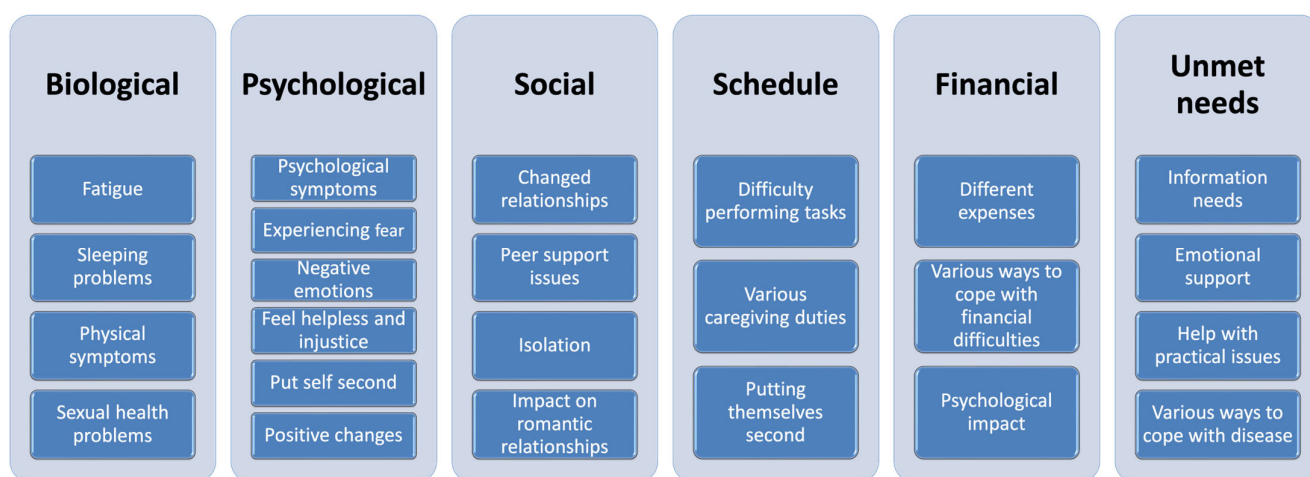 Biological
Fatigue
Sleeping
problems
Physical
symptoms
Sexual health
problems
Psychological
Psychological
symptoms
Experiencing fear
Negative
emotions
Feel helpless and
injustice
Put self second
Positive changes
Social
Changed
relationships
Peer support
issues
Isolation
Impact on
romantic
relationships
Schedule
Difficulty
performing tasks
Various
caregiving duties
Putting
themselves
second
Financial
Different
expenses
Various ways to
cope with
financial
difficulties
Psychological
impact
Unmet
needs
Information
needs
Emotional
support
Help with
practical issues
Various ways to
cope with disease